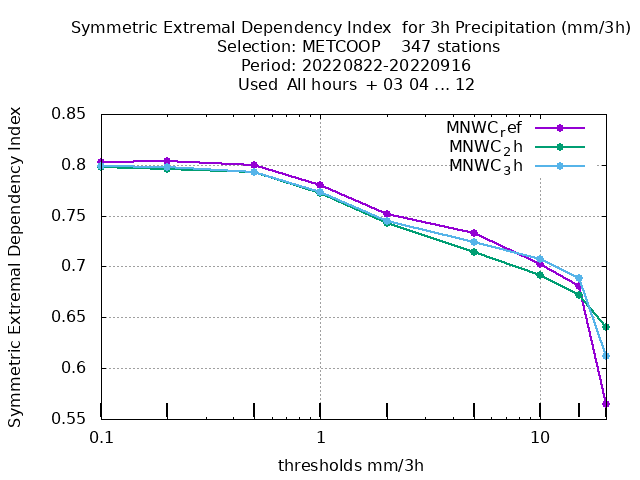 Symmetric Extremal Dependency Index  for 3h Precipitation (mm/3h)
Selection: METCOOP    347 stations
Period: 20220822-20220916
Used  All hours  + 03 04 ... 12
Symmetric Extremal Dependency Index
0.85
0.8
0.75
0.7
0.65
0.6
0.55
MNWC_ref
MNWC_2h
MNWC_3h
0.1
1
10
thresholds mm/3h